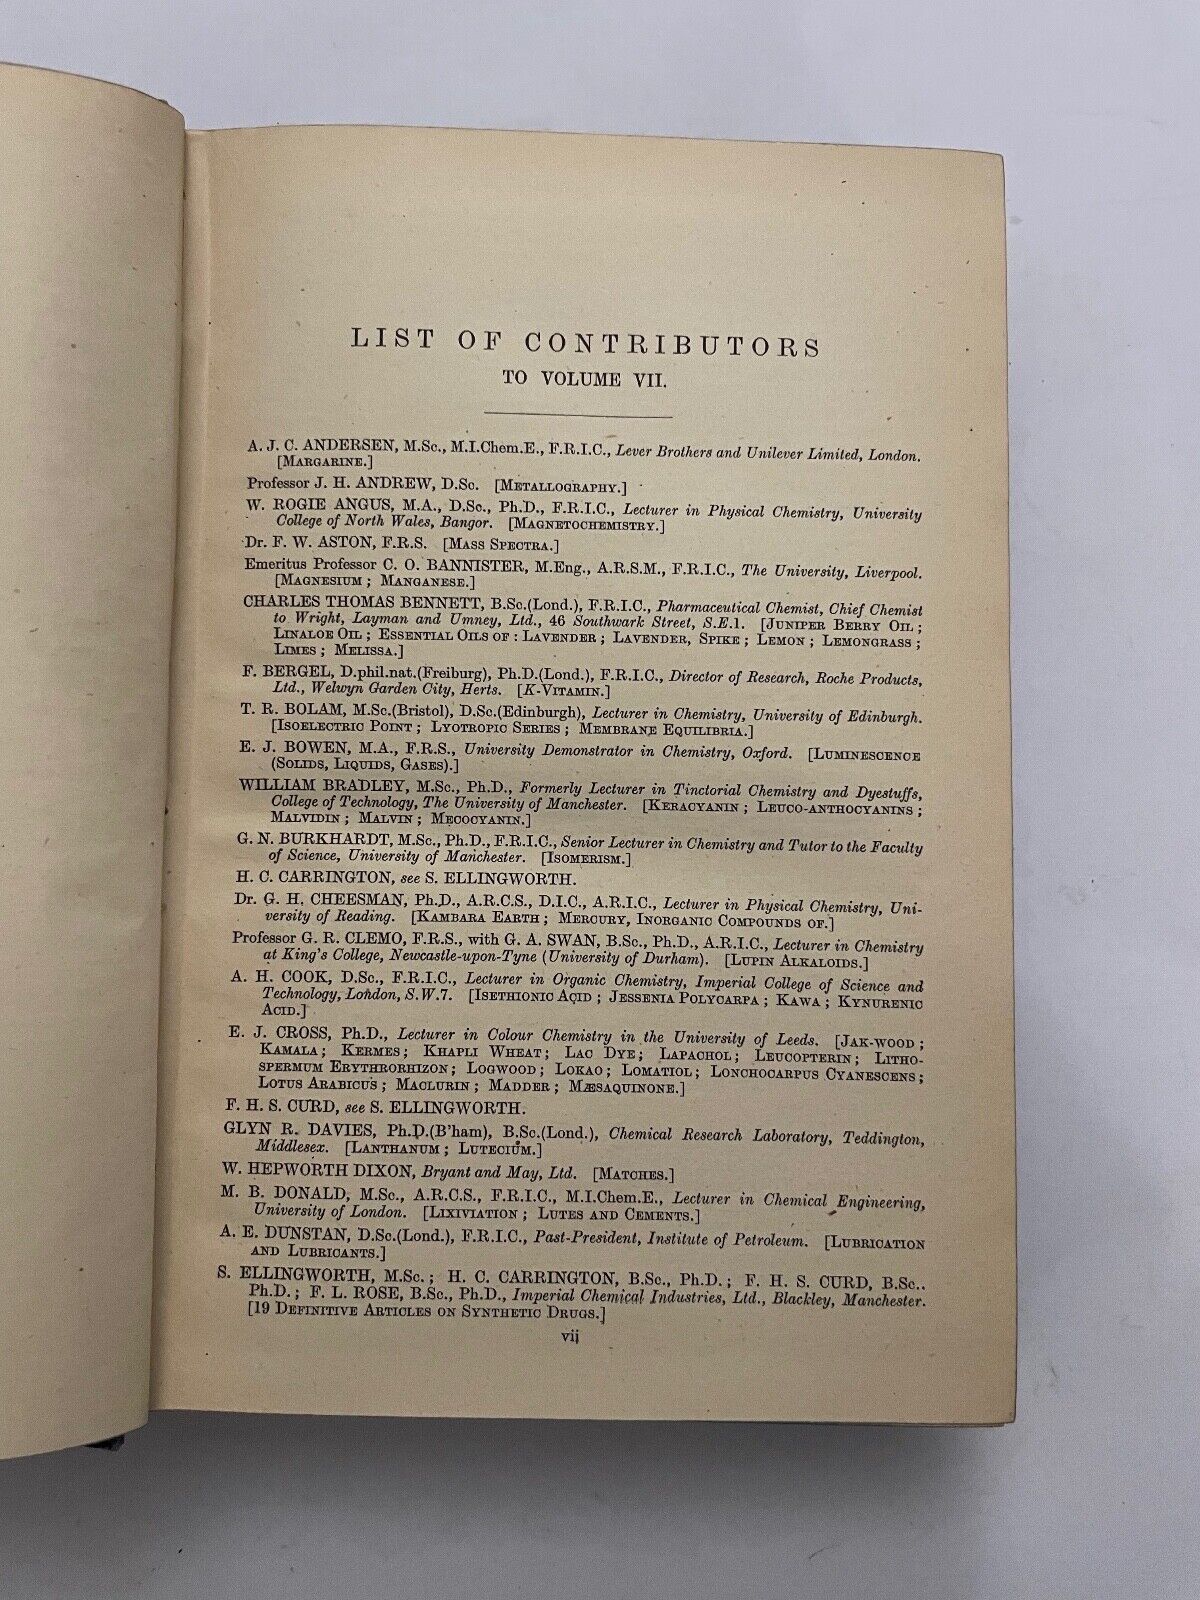 LIST OF CONTRIBUTORS
TO VOLUME VII.
A. J. C. ANDERSEN, M.Sc., M.I.Chem.E., F.R.I.C., Lever Brothers and Unilever Limited, London.
[MARGARINE.]
Professor J. H. ANDREW, D.Sc. [METALLOGRAPHY.]
W. ROGIE ANGUS, M.A., D.Sc., Ph.D., F.R.I.C., Lecturer in Physical Chemistry, University
College of North Wales, Bangor. [MAGNETOCHEMISTRY.]
Dr. F. W. ASTON, F.R.S. [MASS SPECTRA.]
Emeritus Professor C. O. BANNISTER, M.Eng., A.R.S.M., F.R.I.C., The University, Liverpool.
[MAGNESIUM; MANGANESE.]
CHARLES THOMAS BENNETT, B.Sc.(Lond.), F.R.I.C., Pharmaceutical Chemist, Chief Chemist
to Wright, Layman and Umney, Ltd., 46 Southwark Street, S.E.1. [JUNIPER BERRY OIL;
LINALOE OIL; ESSENTIAL OILS OF: LAVENDER; LAVENDER, SPIKE; LEMON; LEMONGRASS;
LIMES; MELISSA.]
F. BERGEL, D.phil.nat.(Freiburg), Ph.D.(Lond.), F.R.I.C., Director of Research, Roche Products,
Ltd., Welwyn Garden City, Herts. [K-VITAMIN.]
T. R. BOLAM, M.Sc.(Bristol), D.Sc.(Edinburgh), Lecturer in Chemistry, University of Edinburgh.
[ISOELECTRIC POINT; LYOTROPIC SERIES; MEMBRANE EQUILIBRIA.]
E. J. BOWEN, M.A., F.R.S., University Demonstrator in Chemistry, Oxford. [LUMINESCENCE
(SOLIDS, LIQUIDS, GASES).]
WILLIAM BRADLEY, M.Sc., Ph.D., Formerly Lecturer in Tinctorial Chemistry and Dyestuffs,
College of Technology, The University of Manchester. [KERACYANIN; LEUCO-ANTHOCYANINS;
MALVIDIN; MALVIN; MECOCYANIN.]
G. N. BURKHARDT, M.Sc., Ph.D., F.R.I.C., Senior Lecturer in Chemistry and Tutor to the Faculty
of Science, University of Manchester. [ISOMERISM.]
H. C. CARRINGTON, see S. ELLINGWORTH.
Dr. G. H. CHEESMAN, Ph.D., A.R.C.S., D.I.C., A.R.I.C., Lecturer in Physical Chemistry, Uni-
versity of Reading. [KAMBARA EARTH; MERCURY, INORGANIC COMPOUNDS OF.]
Professor G. R. CLEMO, F.R.S., with G. A. SWAN, B.Sc., Ph.D., A.R.I.C., Lecturer in Chemistry
at King's College, Newcastle-upon-Tyne (University of Durham). [LUPIN ALKALOIDS.]
A. H. COOK, D.Sc., F.R.I.C., Lecturer in Organic Chemistry, Imperial College of Science and
Technology, London, S.W.7. [ISETHIONIC ACID; JESSENIA POLYCARPA; KAWA; KYNURENIC
ACID.]
E. J. CROSS, Ph.D., Lecturer in Colour Chemistry in the University of Leeds. [JAK-WOOD;
KAMALA; KERMES; KHAPLI WHEAT; LAC DYE; LAPACHOL; LEUCOPTERIN; LITHO-
SPERMUM ERYTHRORHIZON; LOGWOOD; LOKAO; LOMATIOL; LONCHOCARPUS CYANESCENS;
LOTUS ARABICUS; MACLURIN; MADDER; MÆSAQUINONE.]
F. H. S. CURD, see S. ELLINGWORTH.
GLYN R. DAVIES, Ph.D.(B'ham), B.Sc.(Lond.), Chemical Research Laboratory, Teddington,
Middlesex. [LANTHANUM; LUTECIUM.]
W. HEPWORTH DIXON, Bryant and May, Ltd. [MATCHES.]
M. B. DONALD, M.Sc., A.R.C.S., F.R.I.C., M.I.Chem.E., Lecturer in Chemical Engineering,
University of London. [LIXIVIATION; LUTES AND CEMENTS.]
A. E. DUNSTAN, D.Sc.(Lond.), F.R.I.C., Past-President, Institute of Petroleum. [LUBRICATION
AND LUBRICANTS.]
S. ELLINGWORTH, M.Sc.; H. C. CARRINGTON, B.Sc., Ph.D.; F. H. S. CURD, B.Sc.,
Ph.D.; F. L. ROSE, B.Sc., Ph.D., Imperial Chemical Industries, Ltd., Blackley, Manchester.
[19 DEFINITIVE ARTICLES ON SYNTHETIC DRUGS.]
vii